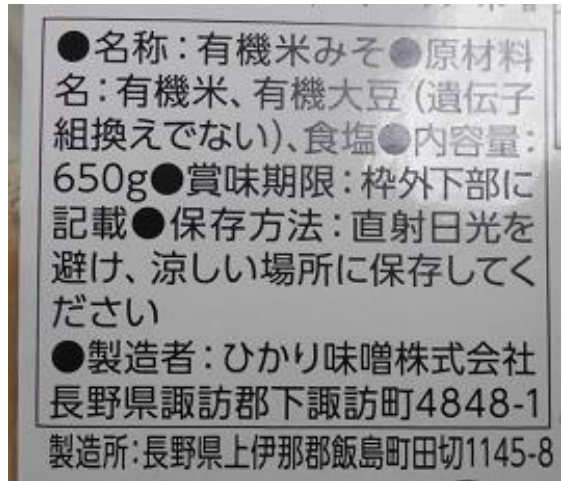 ●名称：有機米みそ●原材料
名：有機米、有機大豆(遺伝子
組換えでない)、食塩●内容量：
650g●賞味期限：枠外下部に
記載●保存方法：直射日光を
避け、涼しい場所に保存してく
ださい
●製造者：ひかり味噌株式会社
長野県諏訪郡下諏訪町4848-1
製造所：長野県上伊那郡飯島町田切1145-8